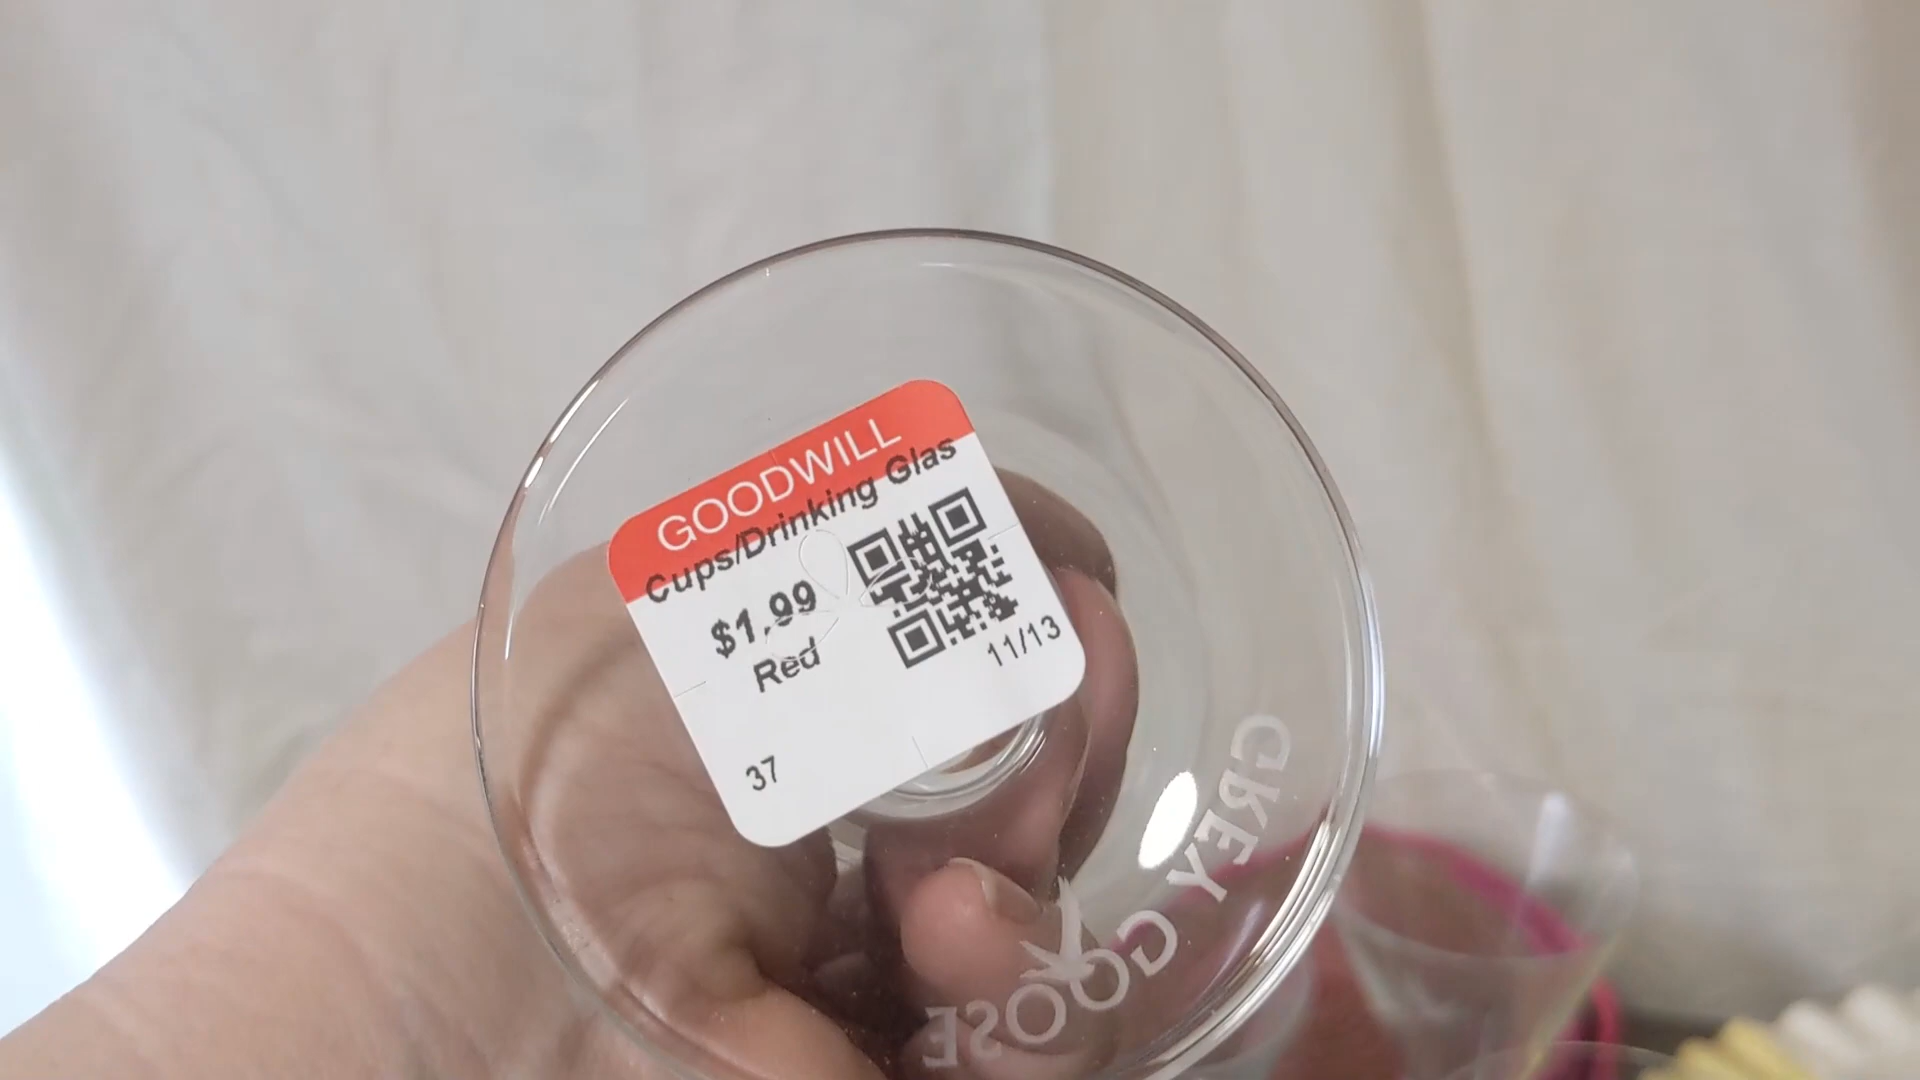 GOODWILL
Cups/Drinking Glas
$1.99
Red
11/13
37
GREY GOOSE